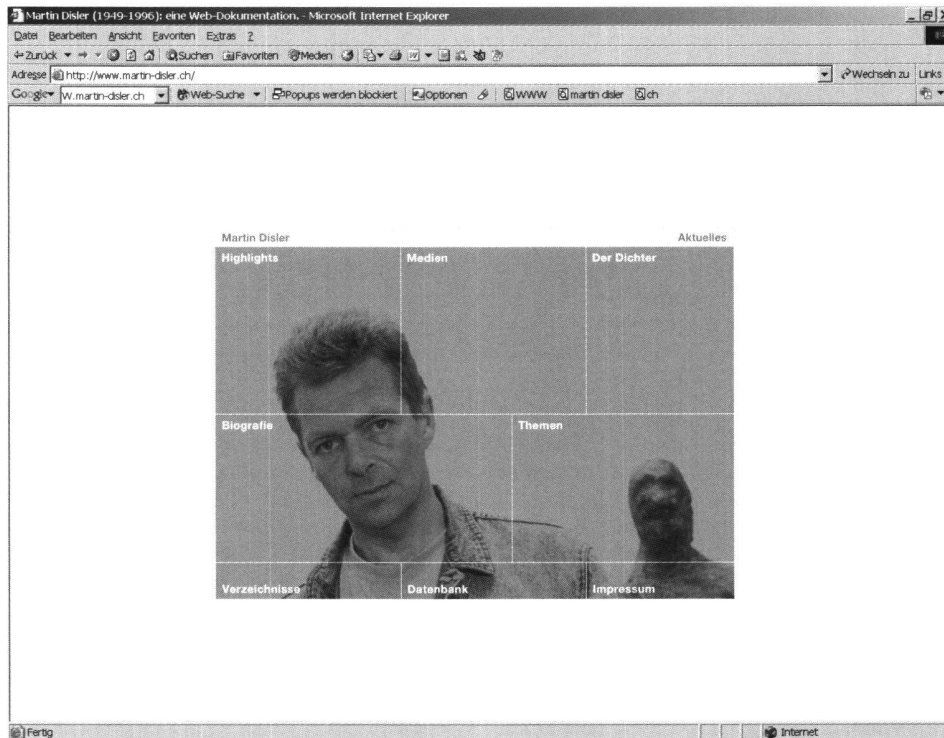 Martin Disler (1949-1996): eine Web-Dokumentation. - Microsoft Internet Explorer
Datei Bearbeiten Ansicht Favoriten Extras ?
Zurück Suchen Favoriten Medien
Adresse http://www.martin-disler.ch/ Wechseln zu Links
Google W.martin-disler.ch Web-Suche Popups werden blockiert Optionen WWW martin disler ch
Martin Disler Aktuelles
Highlights Medien Der Dichter
Biografie Themen
Verzeichnisse Datenbank Impressum
Fertig Internet